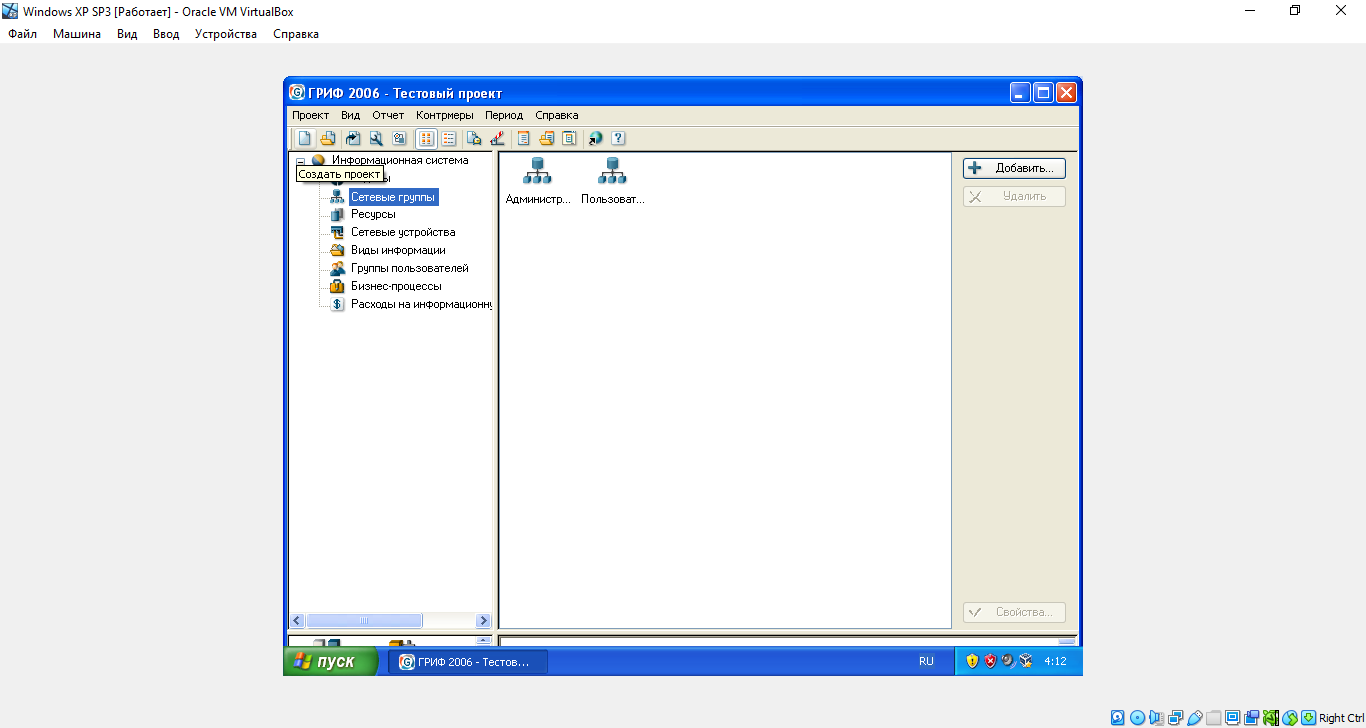 Windows XP SP3 [Работает] - Oracle VM VirtualBox
Файл Машина Вид Ввод Устройства Справка
ГРИФ 2006 - Тестовый проект
Проект Вид Отчет Контрмеры Период Справка
Информационная система
Создать проект
Сетевые группы
Ресурсы
Сетевые устройства
Виды информации
Группы пользователей
Бизнес-процессы
Расходы на информационну
Администр... Пользоват...
Добавить...
Удалить
Свойства...
пуск
ГРИФ 2006 - Тестов...
RU
4:12
Right Ctrl